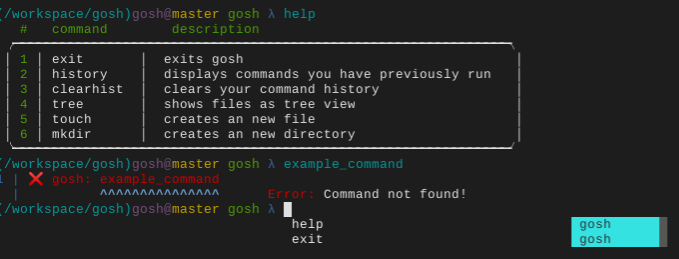 (/workspace/gosh)gosh@master gosh λ help
# command description
1 | exit | exits gosh
2 | history | displays commands you have previously run
3 | clearhist | clears your command history
4 | tree | shows files as tree view
5 | touch | creates an new file
6 | mkdir | creates an new directory
(/workspace/gosh)gosh@master gosh λ example_command
1 | ❌ gosh: example_command
| ^^^^^^^^^^^^^^^ Error: Command not found!
(/workspace/gosh)gosh@master gosh λ
help gosh
exit gosh